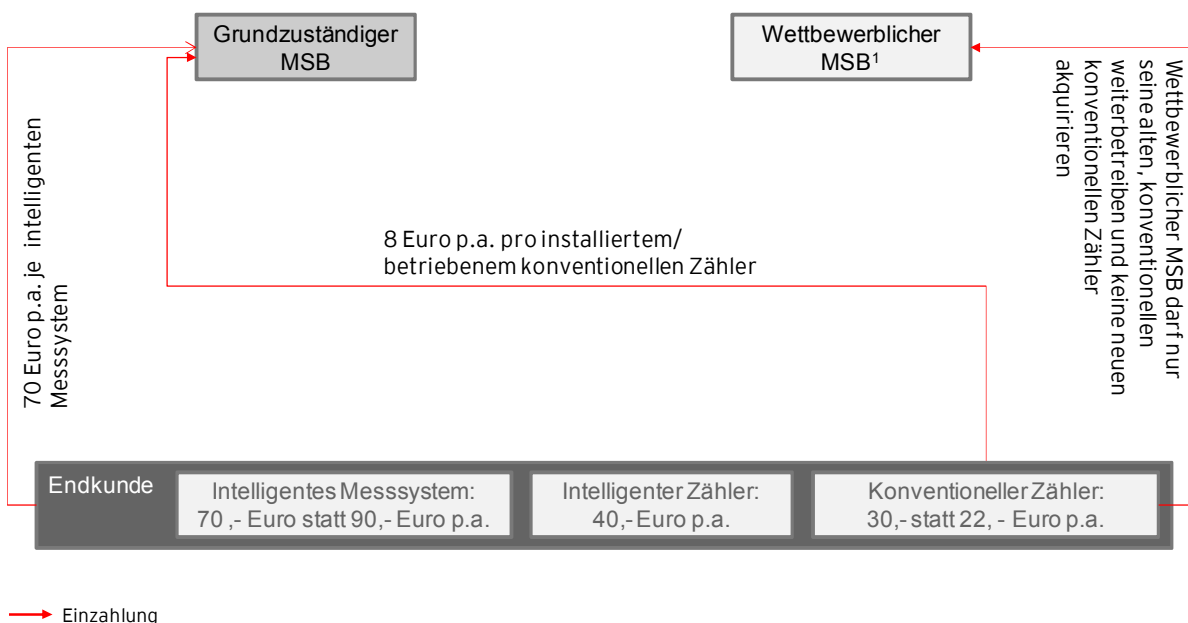 Grundzuständiger
MSB
Wettbewerblicher
MSB¹
70 Euro p.a. je intelligenten
Messsystem
8 Euro p.a. pro installiertem/
betriebenem konventionellen Zähler
Wettbewerblicher MSB darf nur
seine alten, konventionellen
weiterbetreiben und keine neuen
konventionellen Zähler
akquirieren
Endkunde
Intelligentes Messsystem:
70 ,- Euro statt 90,- Euro p.a.
Intelligenter Zähler:
40,- Euro p.a.
Konventioneller Zähler:
30,- statt 22, - Euro p.a.
Einzahlung